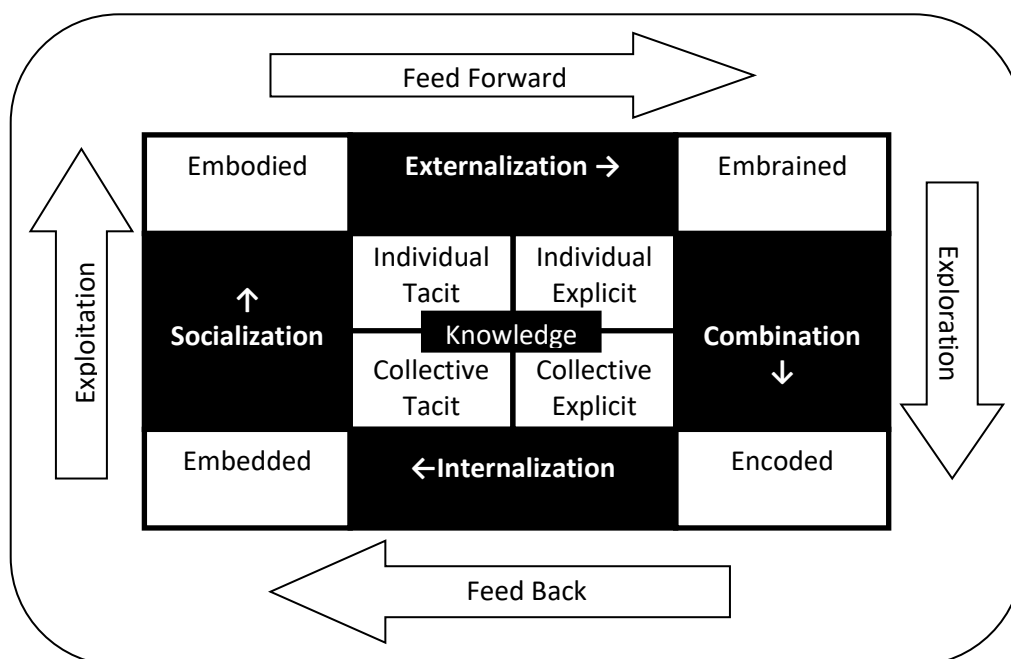 Feed Forward
Embodied
Externalization →
Embrained
Exploitation
↑
Socialization
Individual
Tacit
Individual
Explicit
Knowledge
Collective
Tacit
Collective
Explicit
Combination
↓
Exploration
Embedded
←Internalization
Encoded
Feed Back